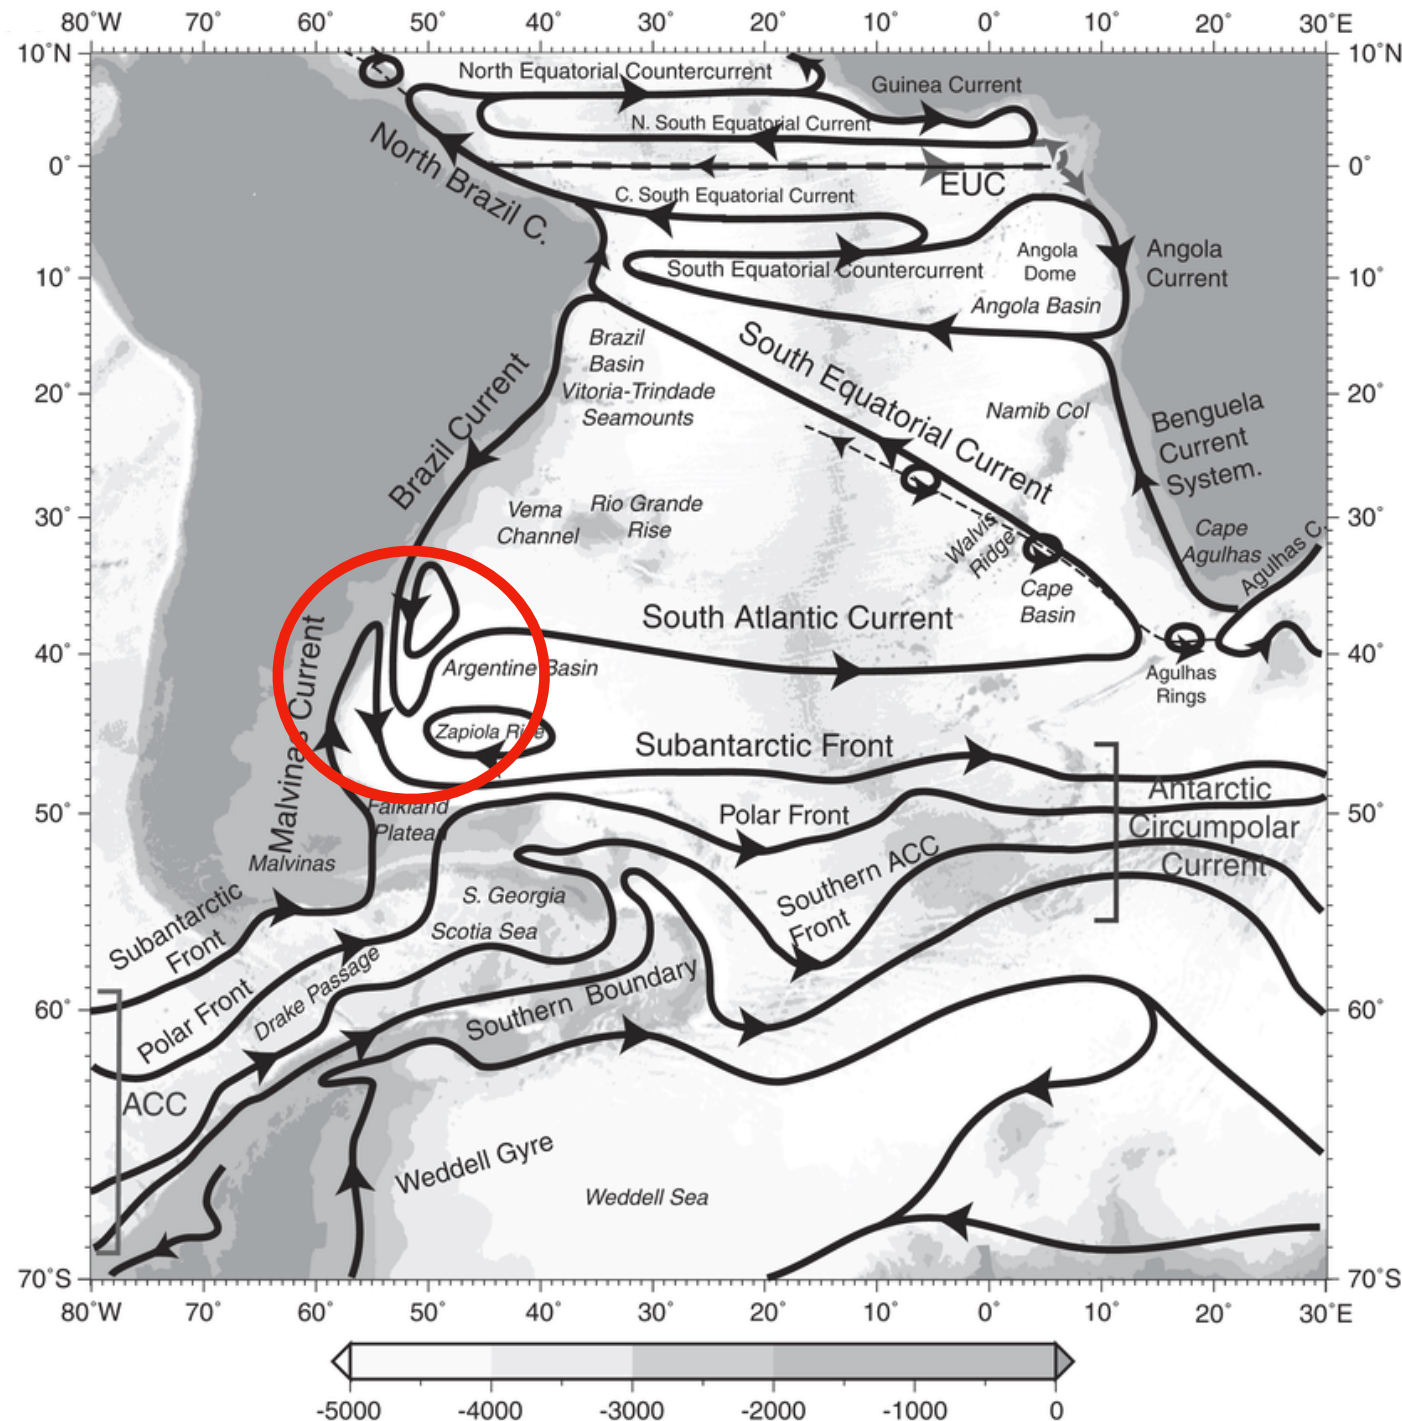 80˚W 70˚ 60˚ 50˚ 40˚ 30˚ 20˚ 10˚ 0˚ 10˚ 20˚ 30˚E
10˚N
10˚N
North Equatorial Countercurrent
Guinea Current
N. South Equatorial Current
North Brazil C.
0˚
0˚
EUC
C. South Equatorial Current
Angola
Dome
Angola
Current
South Equatorial Countercurrent
10˚
10˚
Angola Basin
Brazil
Basin
Vitoria-Trindade
Seamounts
South Equatorial Current
20˚
20˚
Namib Col
Benguela
Current
System.
Brazil Current
Vema
Channel
Rio Grande
Rise
30˚
30˚
Walvis
Ridge
Cape
Agulhas
Agulhas C.
Cape
Basin
South Atlantic Current
Malvinas Current
40˚
40˚
Argentine Basin
Agulhas
Rings
Zapiola Rise
Subantarctic Front
Antarctic
Circumpolar
Current
50˚
50˚
Falkland
Plateau
Polar Front
Malvinas
Southern ACC
Front
S. Georgia
Scotia Sea
Subantarctic
Front
Drake Passage
Polar Front
Southern Boundary
60˚
60˚
ACC
Weddell Gyre
Weddell Sea
70˚S
70˚S
80˚W 70˚ 60˚ 50˚ 40˚ 30˚ 20˚ 10˚ 0˚ 10˚ 20˚ 30˚E
-5000 -4000 -3000 -2000 -1000 0